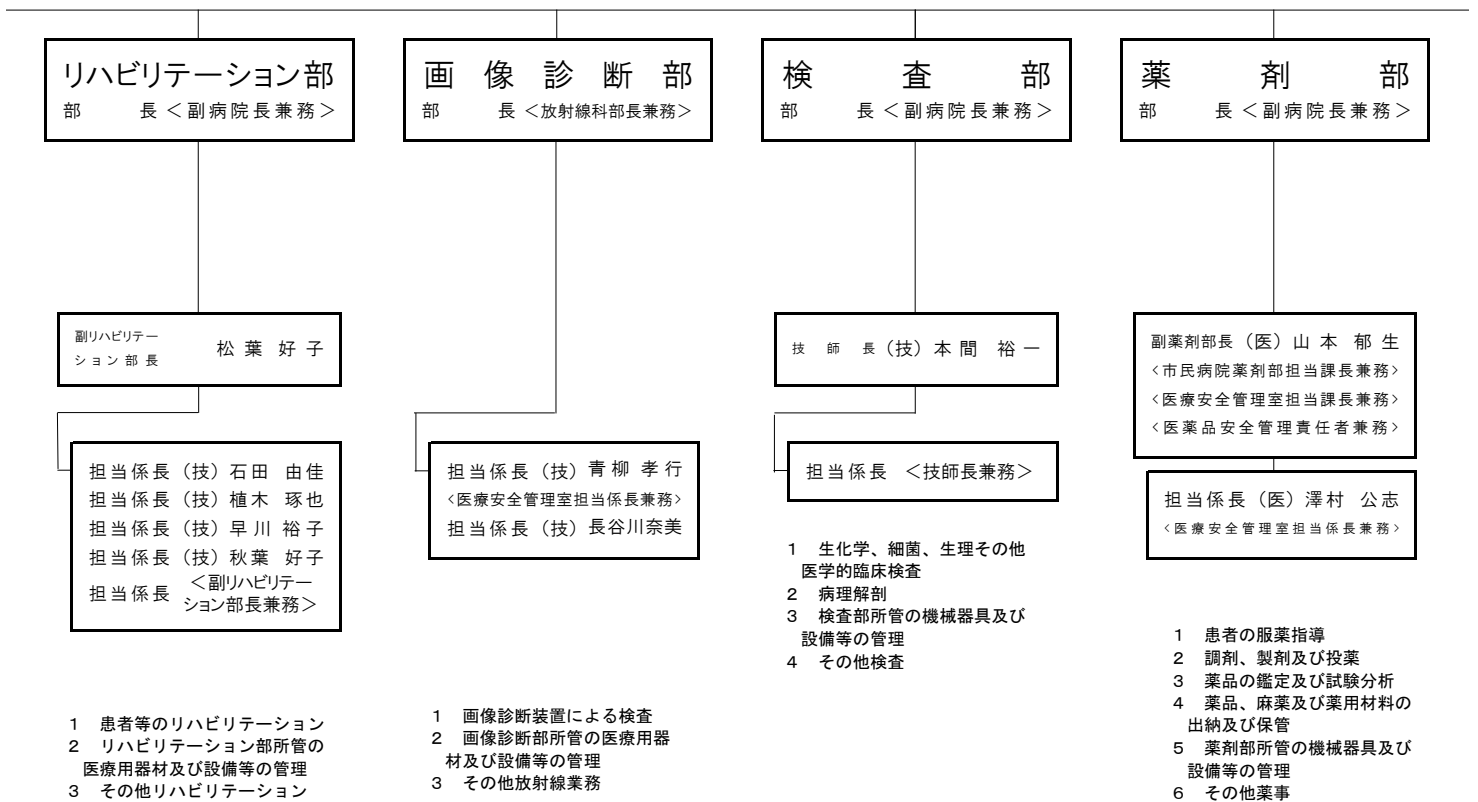 リハビリテーション部
部 長 <副病院長兼務>
副リハビリテー
ション部長
松葉 好子
担当係長 (技) 石田 由佳
担当係長 (技) 植木 琢也
担当係長 (技) 早川 裕子
担当係長 (技) 秋葉 好子
担当係長 <副リハビリテー
ション部長兼務>
1 患者等のリハビリテーション
2 リハビリテーション部所管の
医療用器材及び設備等の管理
3 その他リハビリテーション
画像診断部
部 長 <放射線科部長兼務>
担当係長 (技) 青柳 孝行
<医療安全管理室担当係長兼務>
担当係長 (技) 長谷川奈美
1 画像診断装置による検査
2 画像診断部所管の医療用器
材及び設備等の管理
3 その他放射線業務
検査部
部 長 <副病院長兼務>
技師長 (技) 本間 裕一
担当係長 <技師長兼務>
1 生化学、細菌、生理その他
医学的臨床検査
2 病理解剖
3 検査部所管の機械器具及び
設備等の管理
4 その他検査
薬剤部
部 長 <副病院長兼務>
副薬剤部長 (医) 山本 郁生
<市民病院薬剤部担当課長兼務>
<医療安全管理室担当課長兼務>
<医薬品安全管理責任者兼務>
担当係長 (医) 澤村 公志
<医療安全管理室担当係長兼務>
1 患者の服薬指導
2 調剤、製剤及び投薬
3 薬品の鑑定及び試験分析
4 薬品、麻薬及び薬用材料の
出納及び保管
5 薬剤部所管の機械器具及び
設備等の管理
6 その他薬事